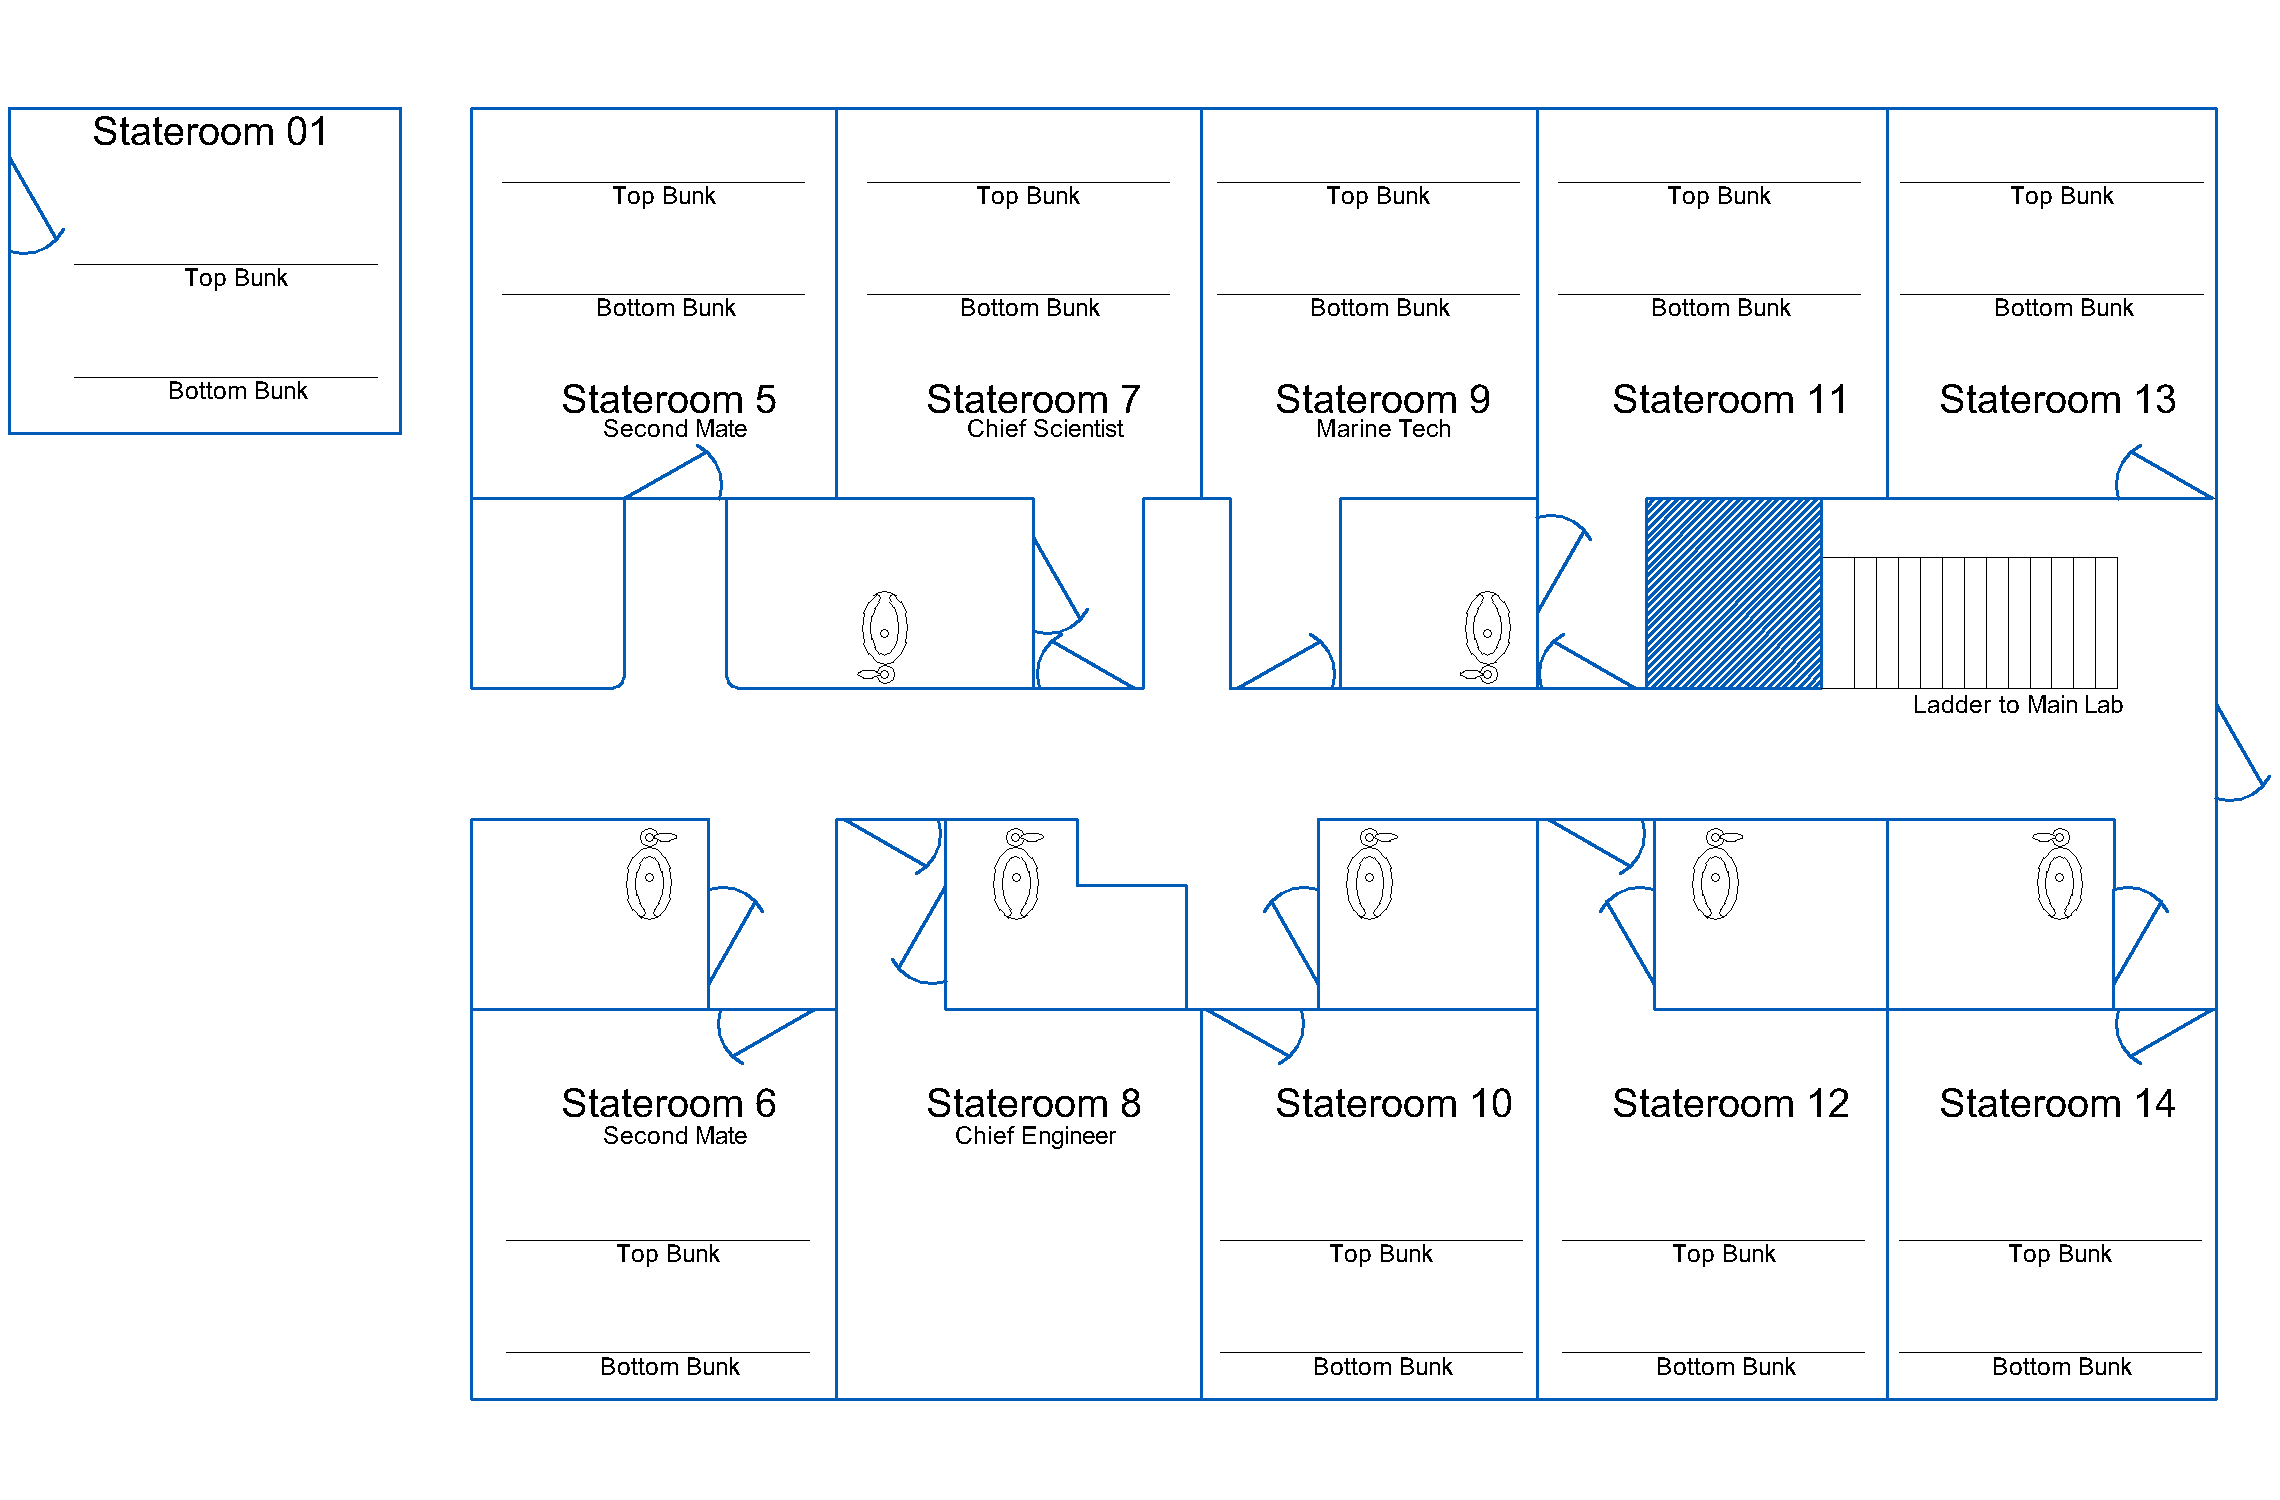 Stateroom 01
Top Bunk
Bottom Bunk
Top Bunk
Bottom Bunk
Stateroom 5
Second Mate
Top Bunk
Bottom Bunk
Stateroom 7
Chief Scientist
Top Bunk
Bottom Bunk
Stateroom 9
Marine Tech
Top Bunk
Bottom Bunk
Stateroom 11
Top Bunk
Bottom Bunk
Stateroom 13
Ladder to Main Lab
Stateroom 6
Second Mate
Top Bunk
Bottom Bunk
Stateroom 8
Chief Engineer
Stateroom 10
Top Bunk
Bottom Bunk
Stateroom 12
Top Bunk
Bottom Bunk
Stateroom 14
Top Bunk
Bottom Bunk